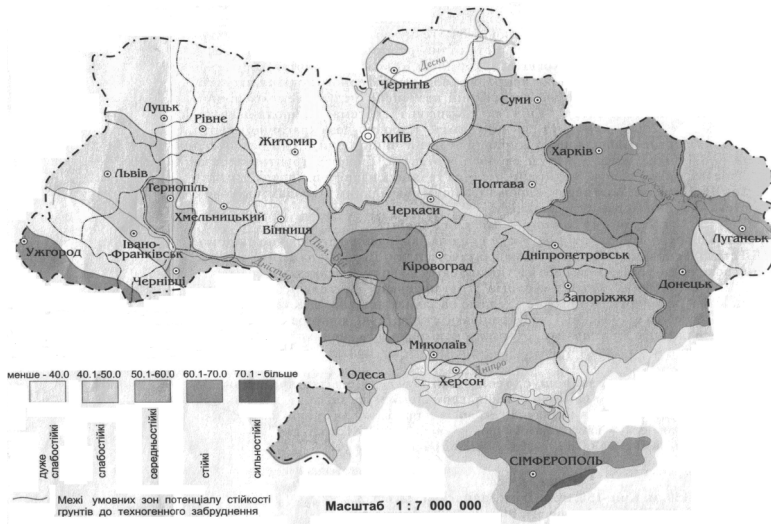 Десна
Чернігів
Луцьк
Рівне
Суми
Житомир
КИЇВ
Харків
Львів
Тернопіль
Полтава
Хмельницький
Черкаси
Вінниця
Луганськ
Ужгород
Івано-
Франківськ
Дніпропетровськ
Кіровоград
Дністер
Чернівці
Донецьк
Запоріжжя
Миколаїв
Дніпро
Одеса
Херсон
СІМФЕРОПОЛЬ
менше - 40.0 40.1-50.0 50.1-60.0 60.1-70.0 70.1 - більше
дуже
слабостійкі
слабостійкі
середньостійкі
стійкі
сильностійкі
Межі умовних зон потенціалу стійкості
грунтів до техногенного забруднення
Масштаб 1 : 7 000 000